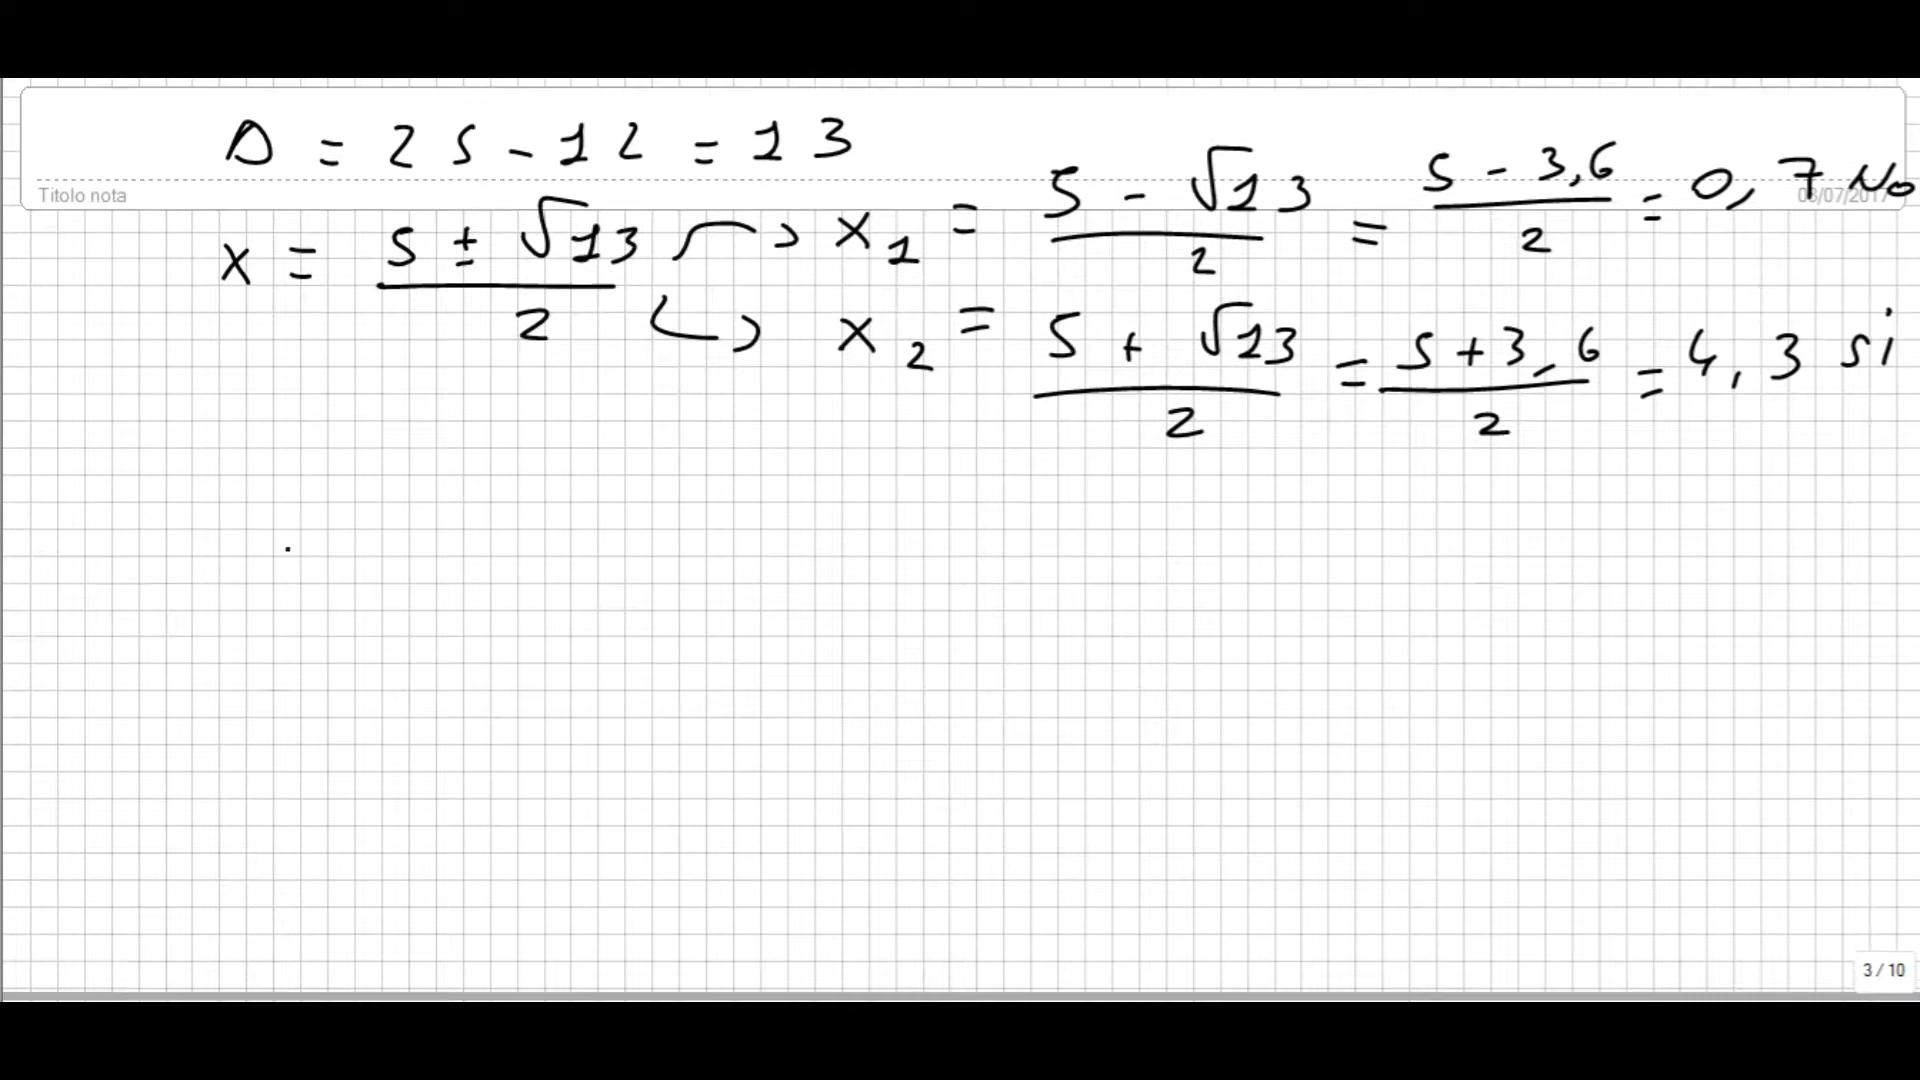 Δ = 25 - 12 = 13
Titolo nota
x = (5 ± √13)/2 → x₁ = (5 - √13)/2 = (5 - 3,6)/2 = 0,7 No
→ x₂ = (5 + √13)/2 = (5 + 3,6)/2 = 4,3 si
3 / 10